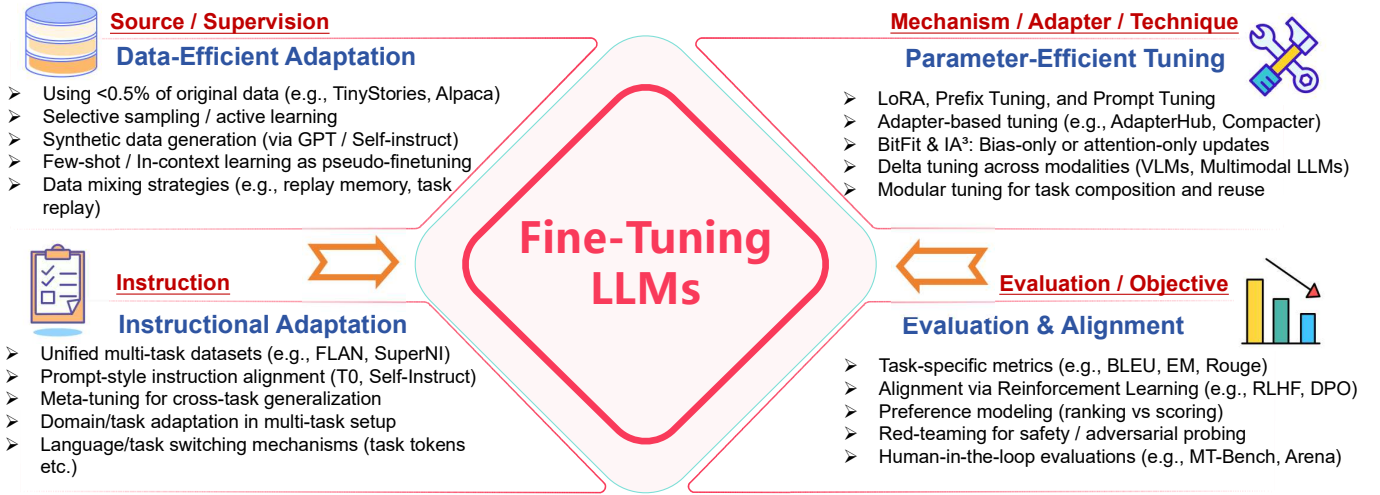 Source / Supervision
Data-Efficient Adaptation
➤ Using <0.5% of original data (e.g., TinyStories, Alpaca)
➤ Selective sampling / active learning
➤ Synthetic data generation (via GPT / Self-instruct)
➤ Few-shot / In-context learning as pseudo-finetuning
➤ Data mixing strategies (e.g., replay memory, task
replay)
Mechanism / Adapter / Technique
Parameter-Efficient Tuning
➤ LoRA, Prefix Tuning, and Prompt Tuning
➤ Adapter-based tuning (e.g., AdapterHub, Compacter)
➤ BitFit & IA³: Bias-only or attention-only updates
➤ Delta tuning across modalities (VLMs, Multimodal LLMs)
➤ Modular tuning for task composition and reuse
Fine-Tuning
LLMs
Instruction
Instructional Adaptation
➤ Unified multi-task datasets (e.g., FLAN, SuperNI)
➤ Prompt-style instruction alignment (T0, Self-Instruct)
➤ Meta-tuning for cross-task generalization
➤ Domain/task adaptation in multi-task setup
➤ Language/task switching mechanisms (task tokens
etc.)
Evaluation / Objective
Evaluation & Alignment
➤ Task-specific metrics (e.g., BLEU, EM, Rouge)
➤ Alignment via Reinforcement Learning (e.g., RLHF, DPO)
➤ Preference modeling (ranking vs scoring)
➤ Red-teaming for safety / adversarial probing
➤ Human-in-the-loop evaluations (e.g., MT-Bench, Arena)